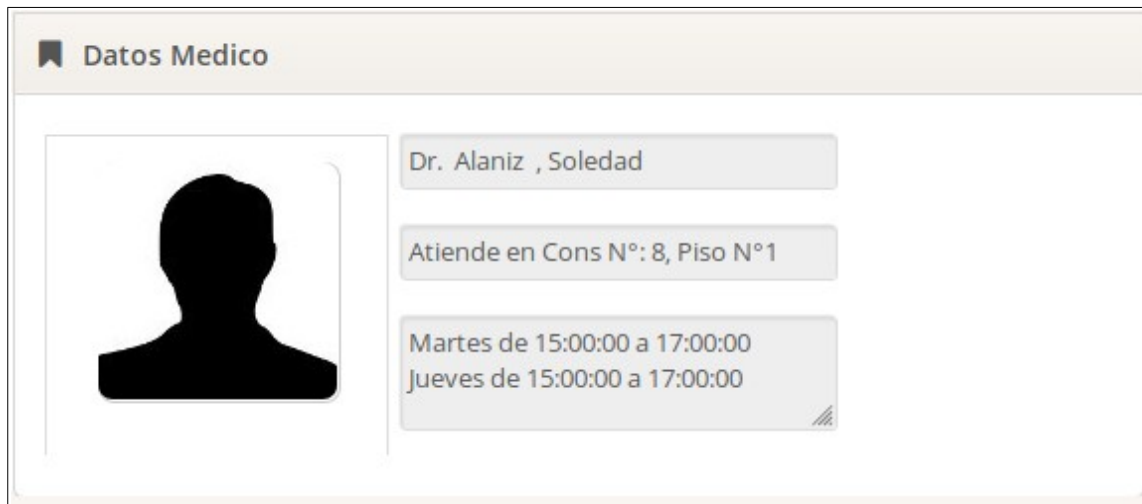 Datos Medico
Dr. Alaniz , Soledad
Atiende en Cons N°: 8, Piso N°1
Martes de 15:00:00 a 17:00:00
Jueves de 15:00:00 a 17:00:00